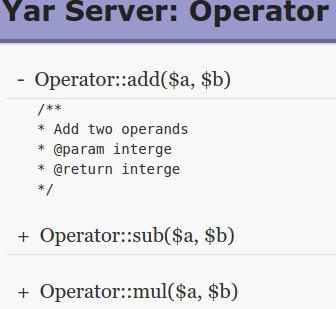 Yar Server: Operator
- Operator::add($a, $b)
/**
* Add two operands
* @param interge
* @return interge
*/
+ Operator::sub($a, $b)
+ Operator::mul($a, $b)